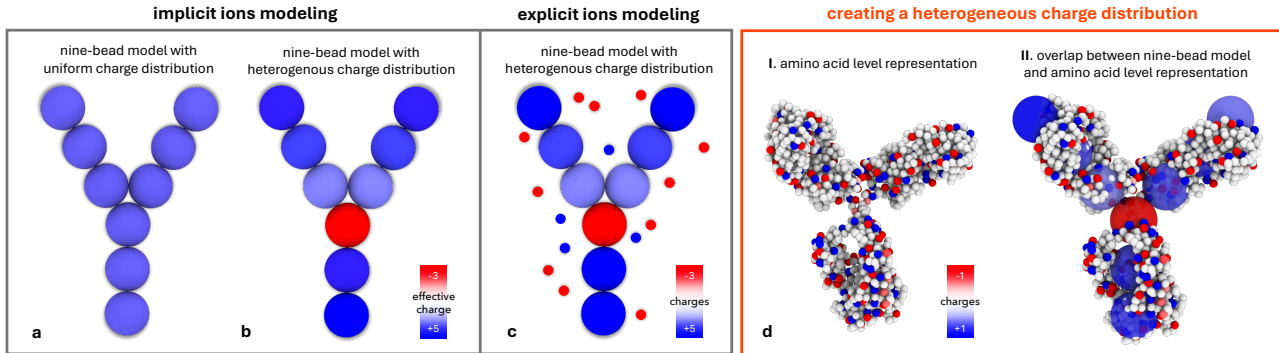 implicit ions modeling
explicit ions modeling
creating a heterogeneous charge distribution
nine-bead model with
uniform charge distribution
nine-bead model with
heterogenous charge distribution
nine-bead model with
heterogenous charge distribution
I. amino acid level representation
II. overlap between nine-bead model
and amino acid level representation
-3
effective
charge
+5
-3
charges
+5
-1
charges
+1
a
b
c
d